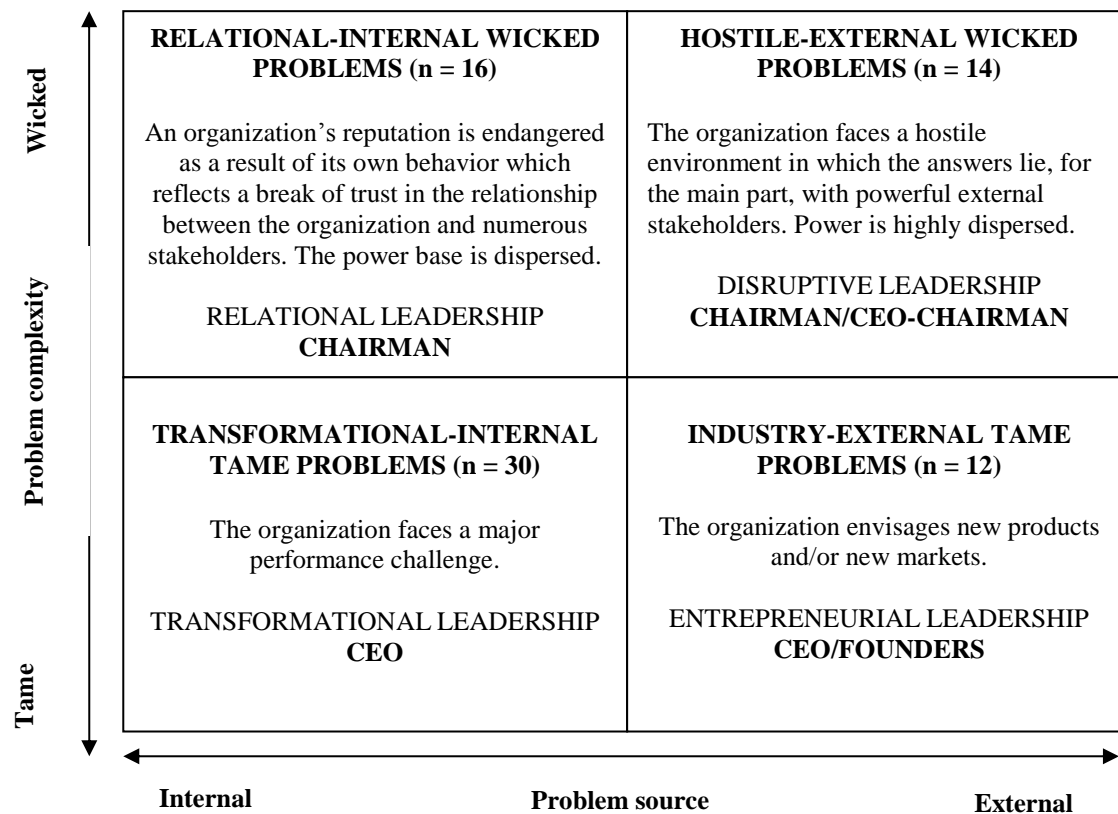 Wicked
Problem complexity
Tame
RELATIONAL-INTERNAL WICKED
PROBLEMS (n = 16)
An organization’s reputation is endangered
as a result of its own behavior which
reflects a break of trust in the relationship
between the organization and numerous
stakeholders. The power base is dispersed.
RELATIONAL LEADERSHIP
CHAIRMAN
HOSTILE-EXTERNAL WICKED
PROBLEMS (n = 14)
The organization faces a hostile
environment in which the answers lie, for
the main part, with powerful external
stakeholders. Power is highly dispersed.
DISRUPTIVE LEADERSHIP
CHAIRMAN/CEO-CHAIRMAN
TRANSFORMATIONAL-INTERNAL
TAME PROBLEMS (n = 30)
The organization faces a major
performance challenge.
TRANSFORMATIONAL LEADERSHIP
CEO
INDUSTRY-EXTERNAL TAME
PROBLEMS (n = 12)
The organization envisages new products
and/or new markets.
ENTREPRENEURIAL LEADERSHIP
CEO/FOUNDERS
Internal
Problem source
External